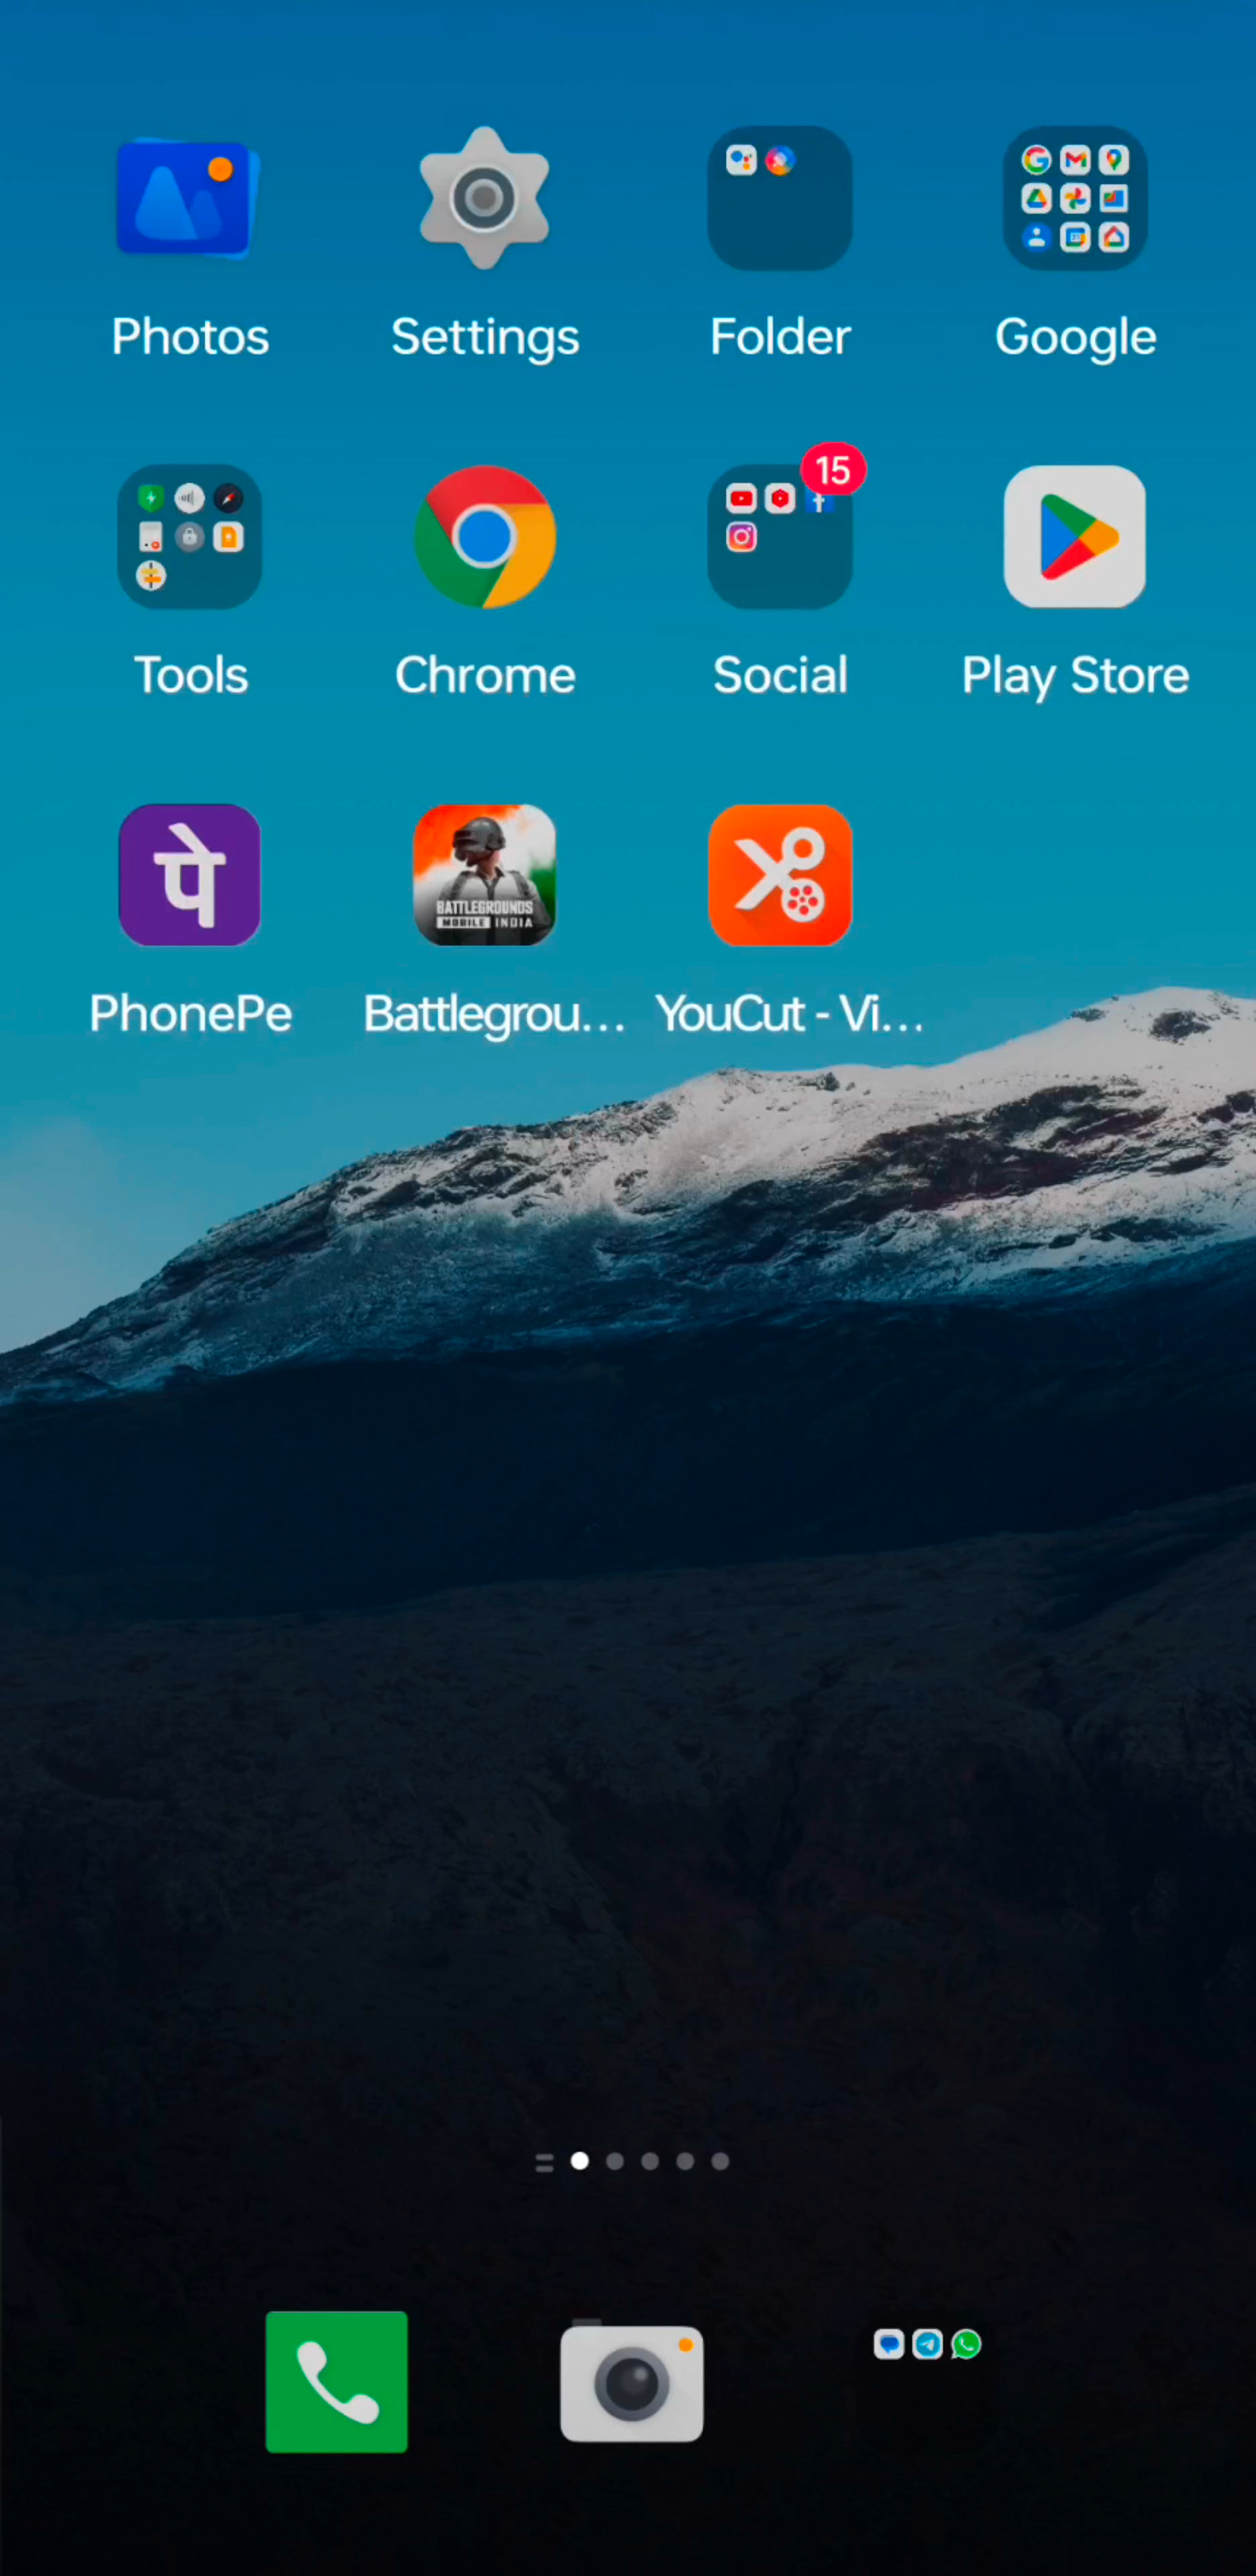 Photos Settings Folder Google
15
Tools Chrome Social Play Store
पे
BATTLEGROUNDS
MOBILE INDIA
PhonePe Battlegrou... YouCut - Vi...